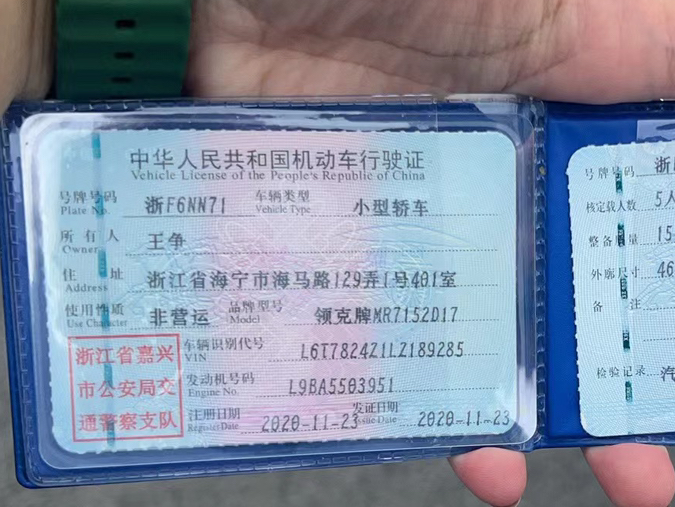 中华人民共和国机动车行驶证
Vehicle License of the People's Republic of China
号牌号码 浙F6NN71 车辆类型 小型轿车
Plate No. Vehicle Type
所有人 王争
Owner
住址 浙江省海宁市海马路129弄1号401室
Address
使用性质 非营运 品牌型号 领克牌MR7152D17
Use Character Model
浙江省嘉兴
市公安局交
通警察支队
车辆识别代号 L6T7824Z1LZ189285
VIN
发动机号码 L9BA5503951
Engine No.
注册日期 2020-11-23 发证日期 2020-11-23
Register Date Issue Date
号牌号码 浙
核定载人数 5人
整备质量 15
外廓尺寸 46
备注
检验记录